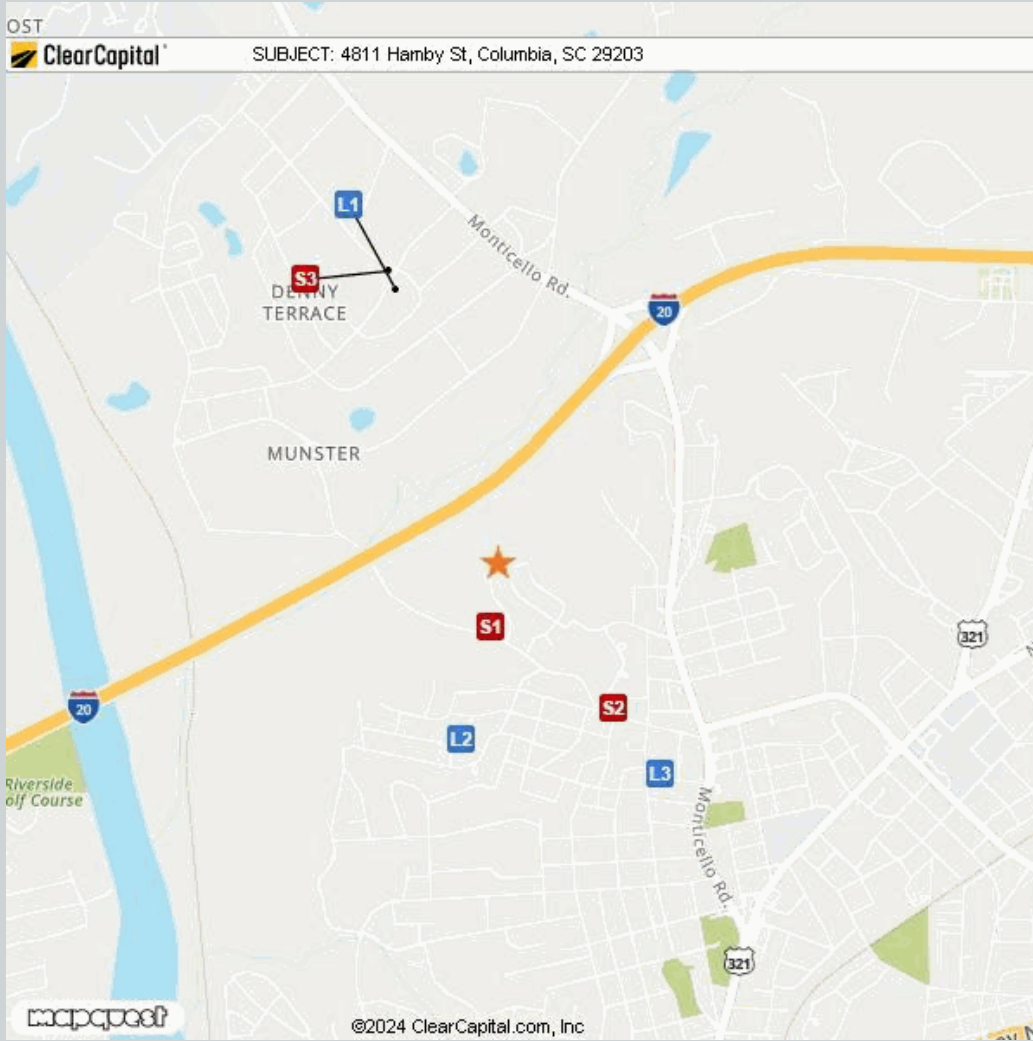 OST
ClearCapital
SUBJECT: 4811 Hamby St, Columbia, SC 29203
L1
Monticello Rd.
S3
DENNY
TERRACE
20
MUNSTER
S1
321
20
S2
L2
L3
Riverside
olf Course
Monticello Rd.
321
mapquest
©2024 ClearCapital.com, Inc